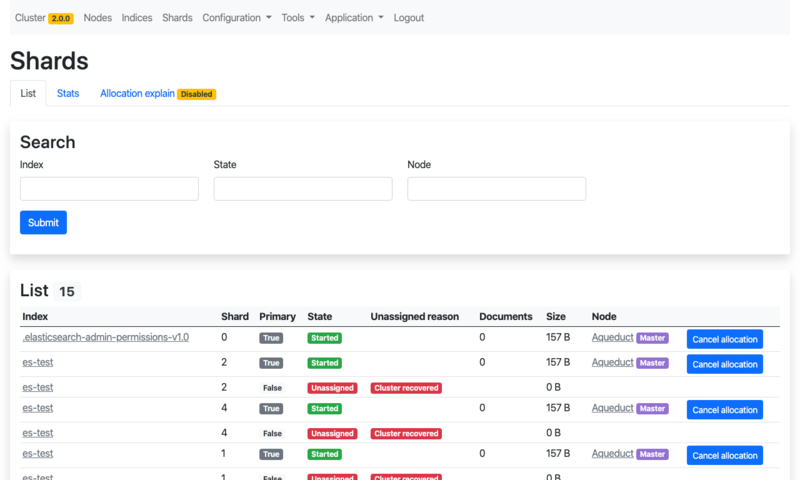 Cluster 2.0.0 Nodes Indices Shards Configuration Tools Application Logout
Shards
List Stats Allocation explain Disabled
Search
Index State Node
Submit
List 15
Index Shard Primary State Unassigned reason Documents Size Node
.elasticsearch-admin-permissions-v1.0 0 True Started 0 157 B Aqueduct Master Cancel allocation
es-test 2 True Started 0 157 B Aqueduct Master Cancel allocation
es-test 2 False Unassigned Cluster recovered 0 B
es-test 4 True Started 0 157 B Aqueduct Master Cancel allocation
es-test 4 False Unassigned Cluster recovered 0 B
es-test 1 True Started 0 157 B Aqueduct Master Cancel allocation
es-test 1 False Unassigned Cluster recovered 0 B